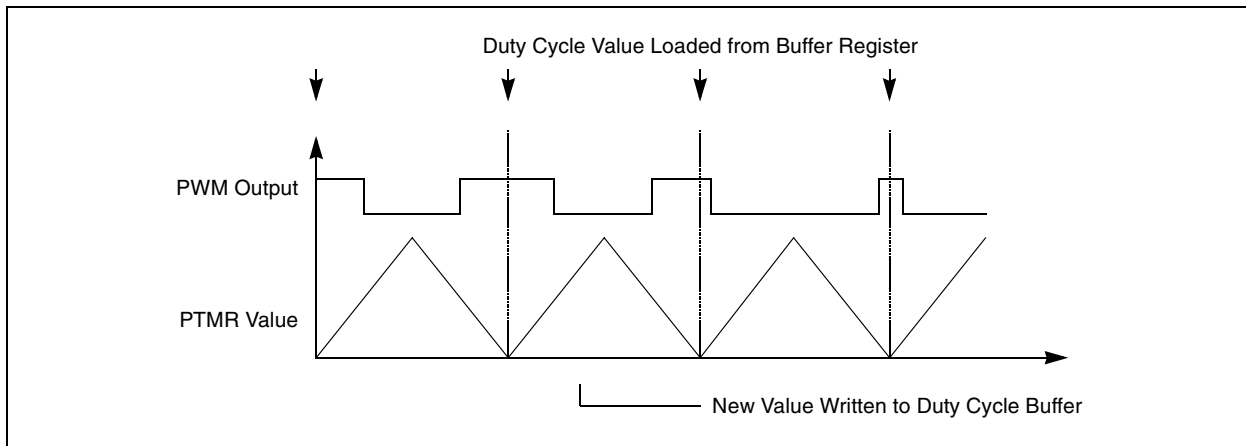 Duty Cycle Value Loaded from Buffer Register
PWM Output
PTMR Value
New Value Written to Duty Cycle Buffer